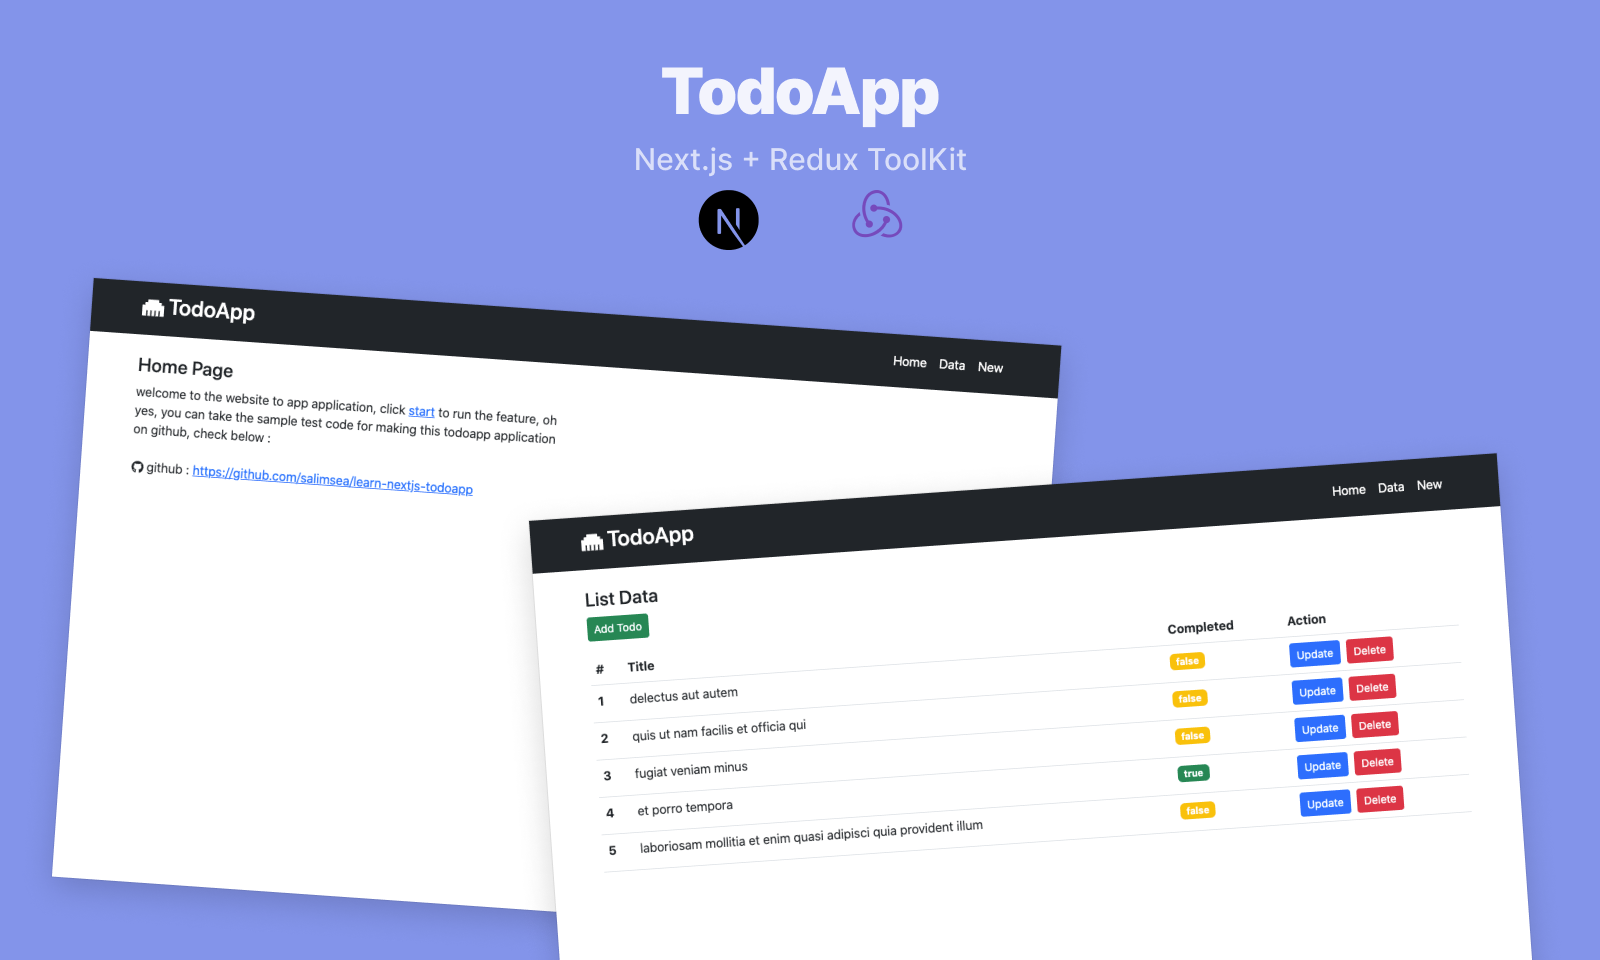 TodoApp
Next.js + Redux ToolKit
N
TodoApp
Home Data New
Home Page
welcome to the website to app application, click start to run the feature, oh
yes, you can take the sample test code for making this todoapp application
on github, check below :
github : https://github.com/salimsea/learn-nextjs-todoapp
TodoApp
Home Data New
List Data
Add Todo
# Title Completed Action
1 delectus aut autem false Update Delete
2 quis ut nam facilis et officia qui false Update Delete
3 fugiat veniam minus false Update Delete
4 et porro tempora true Update Delete
5 laboriosam mollitia et enim quasi adipisci quia provident illum false Update Delete